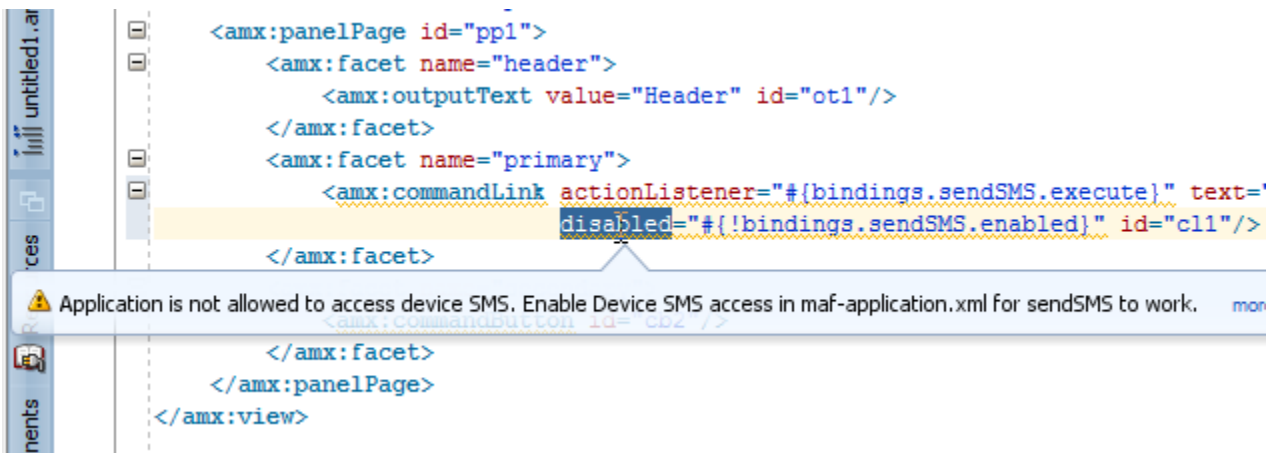 untitled1.an
<amx:panelPage id="pp1">
<amx:facet name="header">
<amx:outputText value="Header" id="ot1"/>
</amx:facet>
<amx:facet name="primary">
<amx:commandLink actionListener="#{bindings.sendSMS.execute}" text="
disabled="#{!bindings.sendSMS.enabled}" id="cl1"/>
</amx:facet>
Application is not allowed to access device SMS. Enable Device SMS access in maf-application.xml for sendSMS to work. more
<amx:commandButton id="cb2"/>
</amx:facet>
</amx:panelPage>
</amx:view>